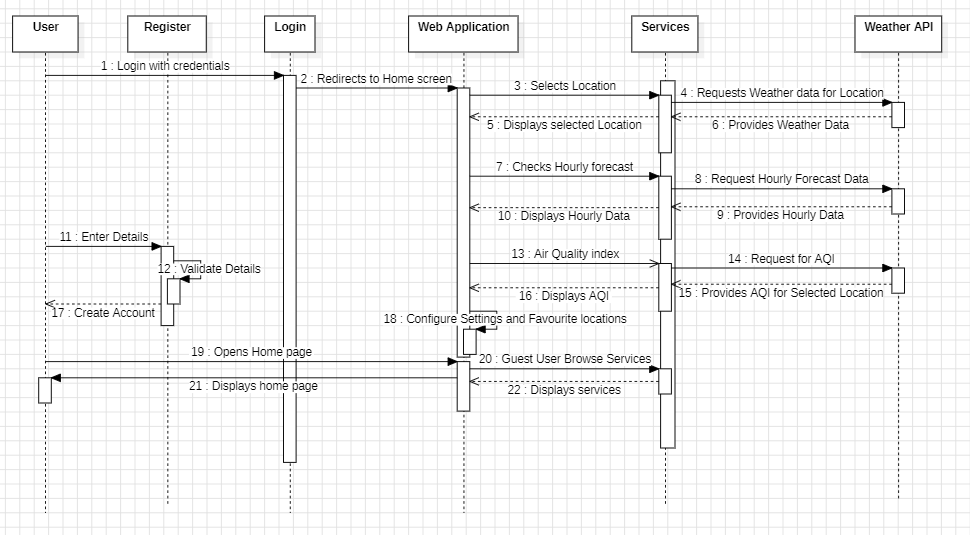 User
Register
Login
Web Application
Services
Weather API
1 : Login with credentials
2 : Redirects to Home screen
3 : Selects Location
4 : Requests Weather data for Location
5 : Displays selected Location
6 : Provides Weather Data
7 : Checks Hourly forecast
8 : Request Hourly Forecast Data
10 : Displays Hourly Data
9 : Provides Hourly Data
11 : Enter Details
13 : Air Quality index
14 : Request for AQI
12 : Validate Details
16 : Displays AQI
15 : Provides AQI for Selected Location
17 : Create Account
18 : Configure Settings and Favourite locations
19 : Opens Home page
20 : Guest User Browse Services
21 : Displays home page
22 : Displays services